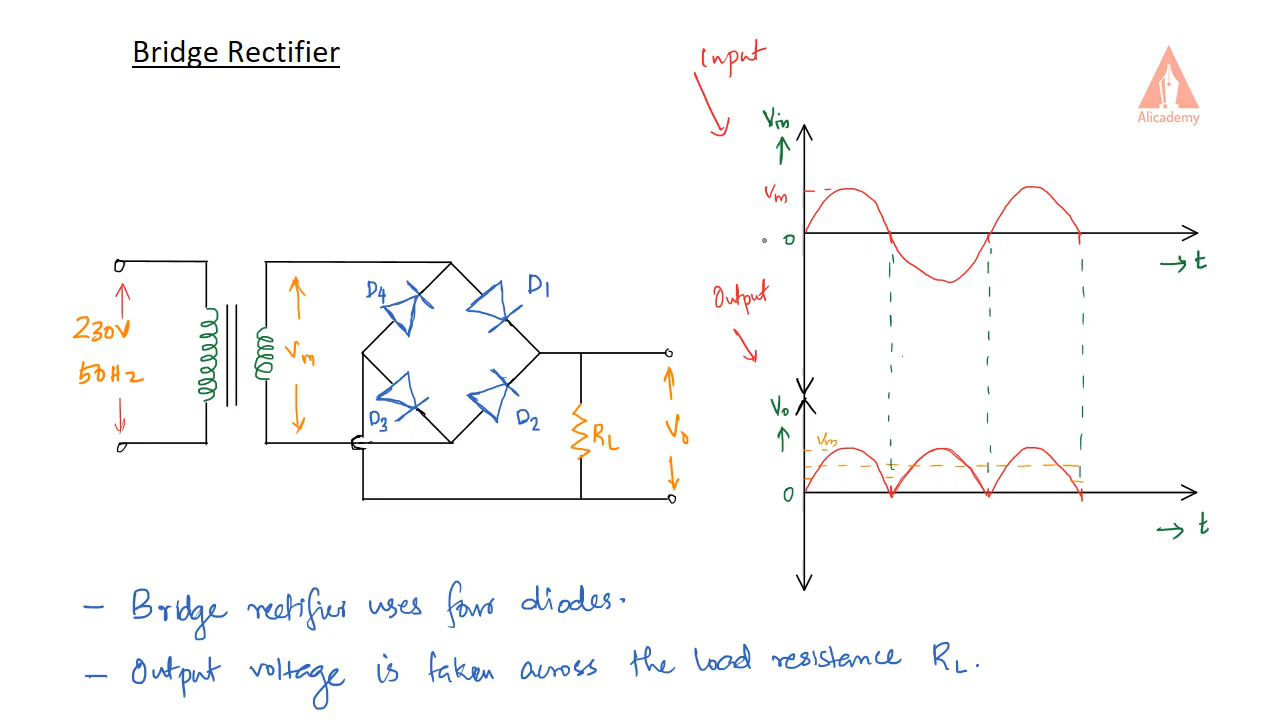 Bridge Rectifier
Input
Alicademy
Vin
Vm
0
t
D4
D1
230V
50Hz
Vm
D3
D2
RL
Vo
Output
Vo
Vm
0
t
- Bridge rectifier uses four diodes.
- Output voltage is taken across the load resistance RL.